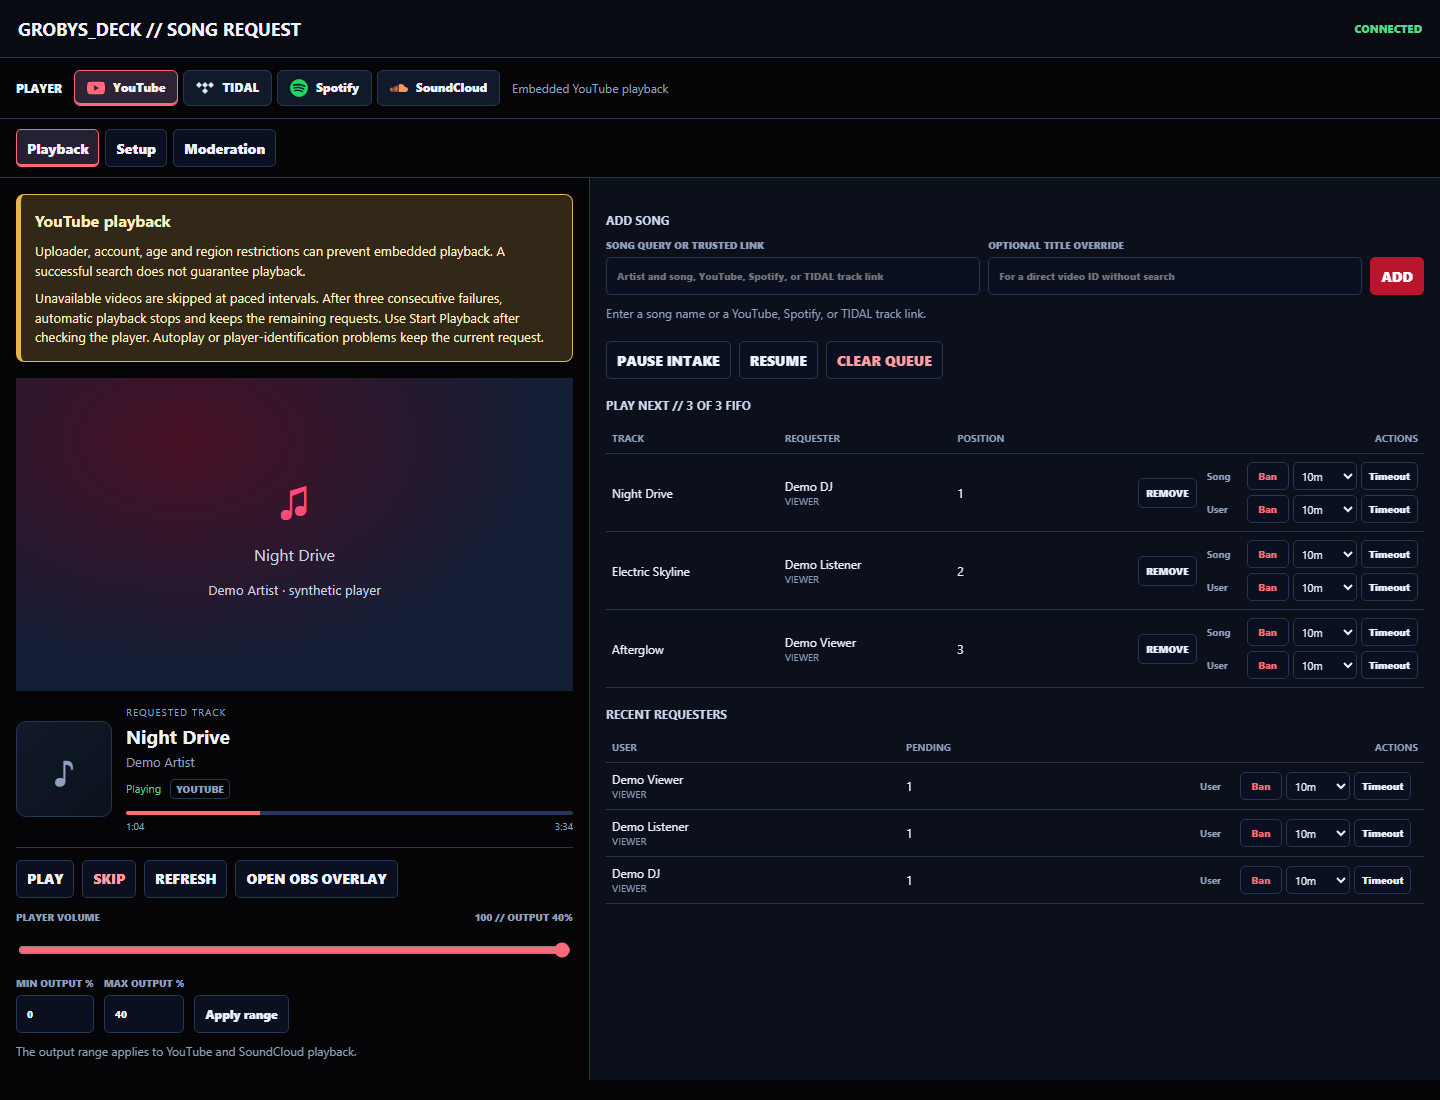 GROBYS_DECK // SONG REQUEST
CONNECTED
PLAYER
YouTube
TIDAL
Spotify
SoundCloud
Embedded YouTube playback
Playback
Setup
Moderation
YouTube playback
Uploader, account, age and region restrictions can prevent embedded playback. A
successful search does not guarantee playback.
Unavailable videos are skipped at paced intervals. After three consecutive failures,
automatic playback stops and keeps the remaining requests. Use Start Playback after
checking the player. Autoplay or player-identification problems keep the current request.
Night Drive
Demo Artist · synthetic player
REQUESTED TRACK
Night Drive
Demo Artist
Playing YOUTUBE
1:04 3:34
PLAY SKIP REFRESH OPEN OBS OVERLAY
PLAYER VOLUME 100 // OUTPUT 40%
MIN OUTPUT % MAX OUTPUT %
0 40 Apply range
The output range applies to YouTube and SoundCloud playback.
ADD SONG
SONG QUERY OR TRUSTED LINK OPTIONAL TITLE OVERRIDE
Artist and song, YouTube, Spotify, or TIDAL track link For a direct video ID without search ADD
Enter a song name or a YouTube, Spotify, or TIDAL track link.
PAUSE INTAKE RESUME CLEAR QUEUE
PLAY NEXT // 3 OF 3 FIFO
TRACK REQUESTER POSITION ACTIONS
Night Drive Demo DJ 1 REMOVE Song Ban 10m Timeout
VIEWER User Ban 10m Timeout
Electric Skyline Demo Listener 2 REMOVE Song Ban 10m Timeout
VIEWER User Ban 10m Timeout
Afterglow Demo Viewer 3 REMOVE Song Ban 10m Timeout
VIEWER User Ban 10m Timeout
RECENT REQUESTERS
USER PENDING ACTIONS
Demo Viewer 1 User Ban 10m Timeout
VIEWER
Demo Listener 1 User Ban 10m Timeout
VIEWER
Demo DJ 1 User Ban 10m Timeout
VIEWER